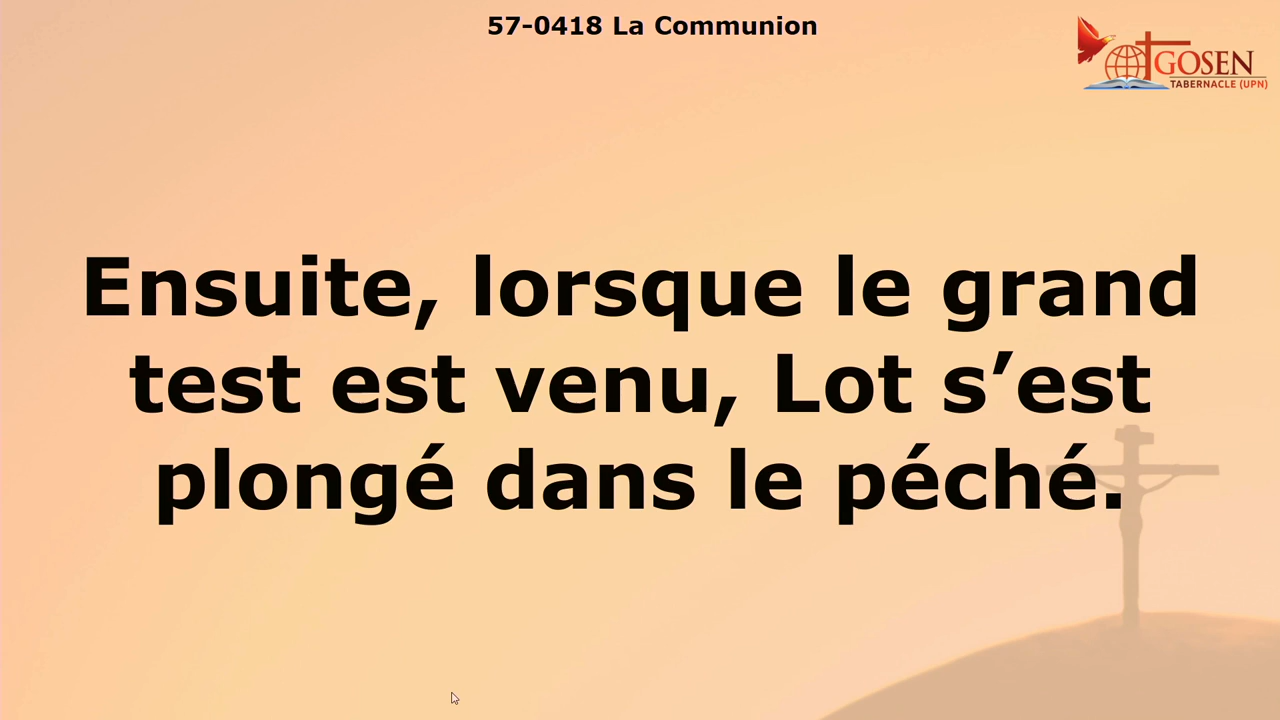 57-0418 La Communion
GOSEN
TABERNACLE (UPN)
Ensuite, lorsque le grand
test est venu, Lot s’est
plongé dans le péché.